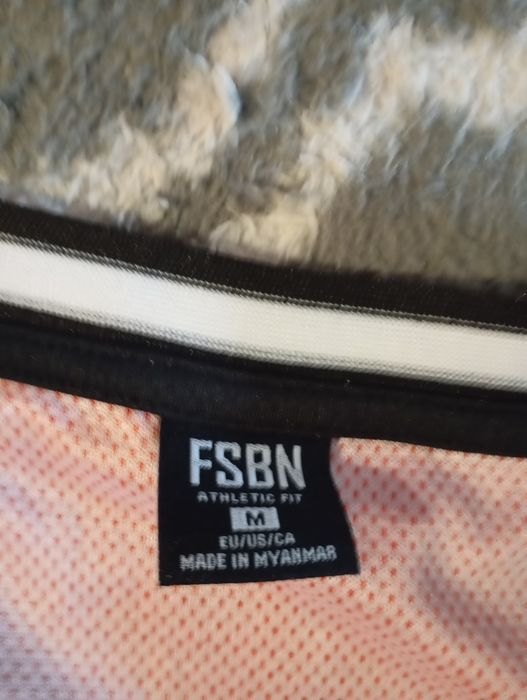 FSBN
ATHLETIC FIT
M
EU/US/CA
MADE IN MYANMAR